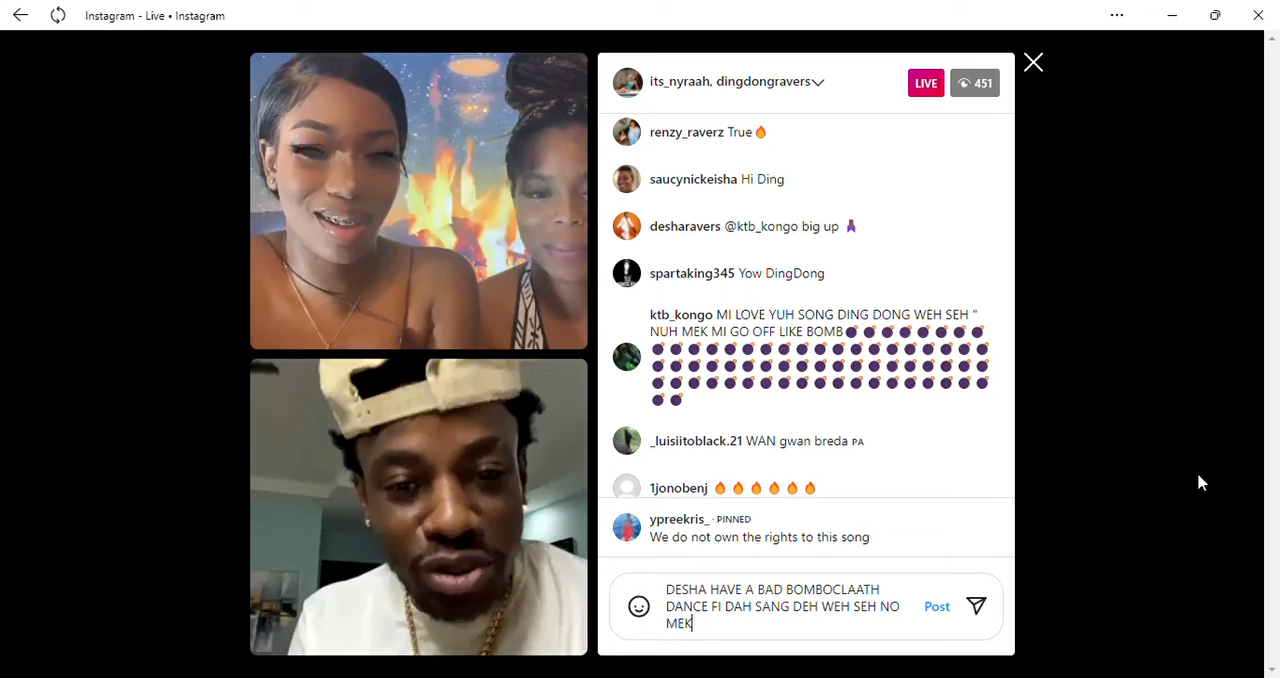 Instagram - Live • Instagram
its_nyraah, dingdongravers
LIVE
451
renzy_raverz True🔥
saucynickeisha Hi Ding
desharavers @ktb_kongo big up
spartaking345 Yow DingDong
ktb_kongo MI LOVE YUH SONG DING DONG WEH SEH "
NUH MEK MI GO OFF LIKE BOMB💣💣💣💣💣💣💣💣
💣💣💣💣💣💣💣💣💣💣💣💣💣💣💣💣💣💣💣
💣💣💣💣💣💣💣💣💣💣💣💣💣💣💣💣💣💣💣
💣💣💣💣💣💣💣💣💣💣💣💣💣💣💣💣💣💣💣
💣💣
_luisiitoblack.21 WAN gwan breda PA
1jonobenj 🔥🔥🔥🔥🔥🔥
ypreekris_ · PINNED
We do not own the rights to this song
DESHA HAVE A BAD BOMBOCLAATH
DANCE FI DAH SANG DEH WEH SEH NO
MEK
Post